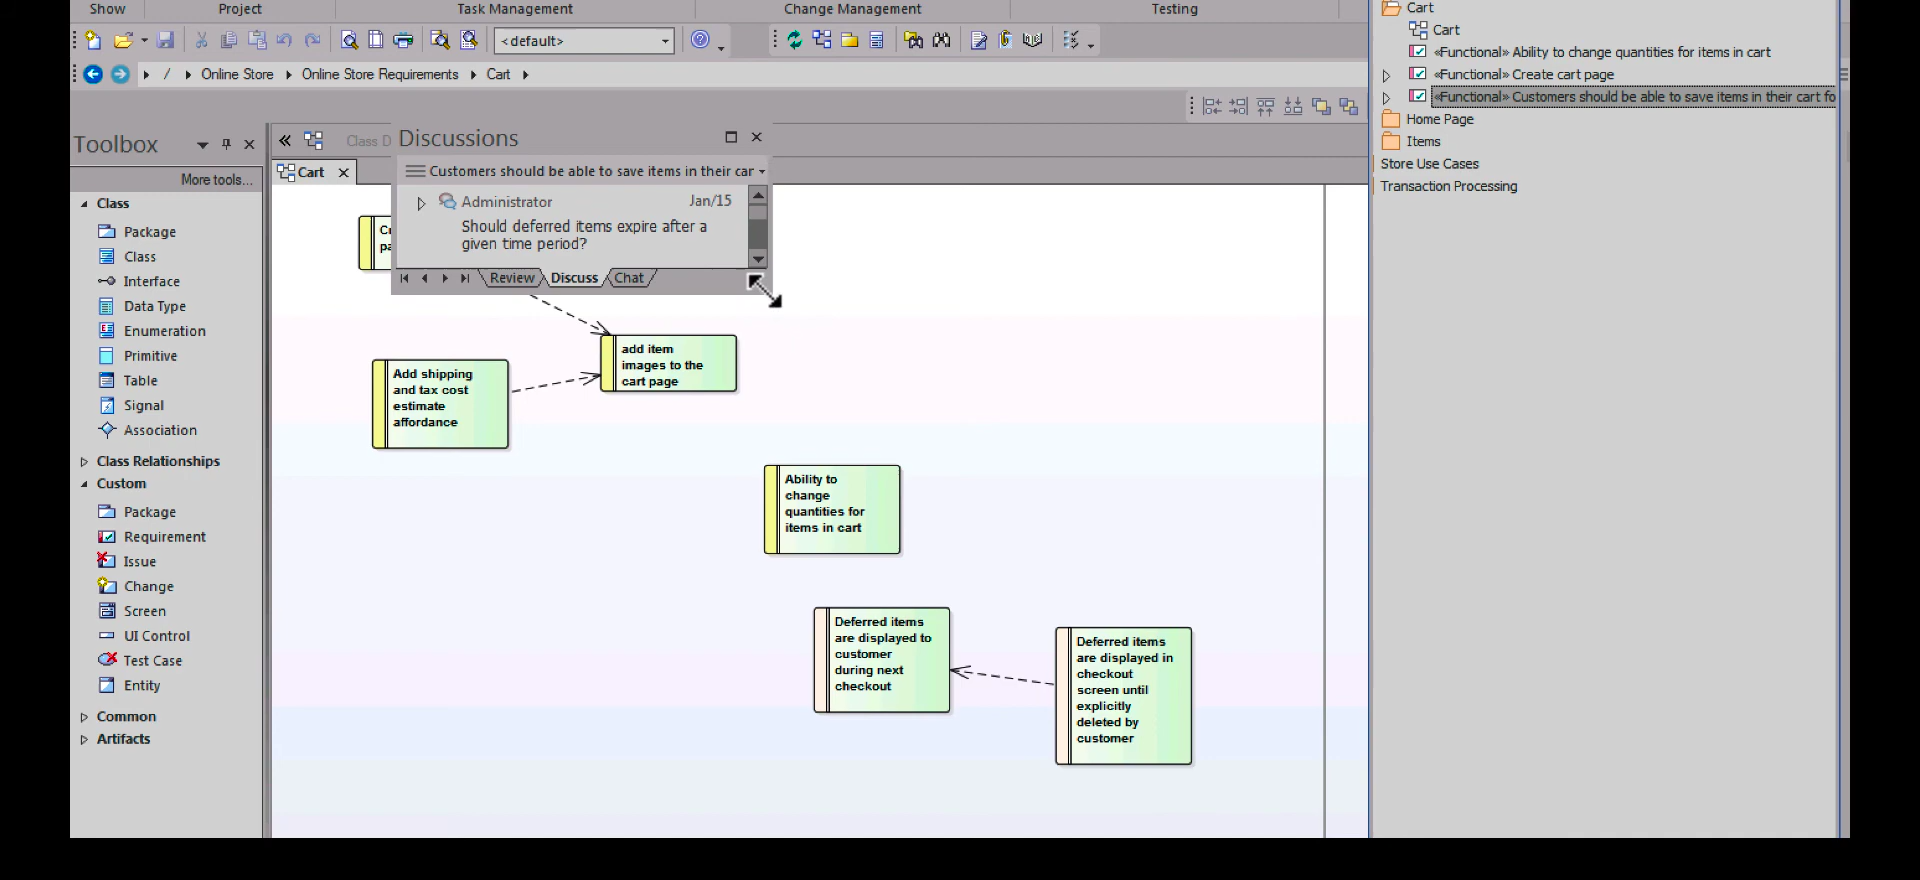 Show
Project
Task Management
Change Management
Testing
<default>
/
Online Store
Online Store Requirements
Cart
Toolbox
More tools...
Class
Package
Class
Interface
Data Type
Enumeration
Primitive
Table
Signal
Association
Class Relationships
Custom
Package
Requirement
Issue
Change
Screen
UI Control
Test Case
Entity
Common
Artifacts
Class D
Cart
Discussions
Customers should be able to save items in their car
Administrator
Jan/15
Should deferred items expire after a
given time period?
Review
Discuss
Chat
add item
images to the
cart page
Add shipping
and tax cost
estimate
affordance
Ability to
change
quantities for
items in cart
Deferred items
are displayed to
customer
during next
checkout
Deferred items
are displayed in
checkout
screen until
explicitly
deleted by
customer
Cart
Cart
«Functional» Ability to change quantities for items in cart
«Functional» Create cart page
«Functional» Customers should be able to save items in their cart fo
Home Page
Items
Store Use Cases
Transaction Processing